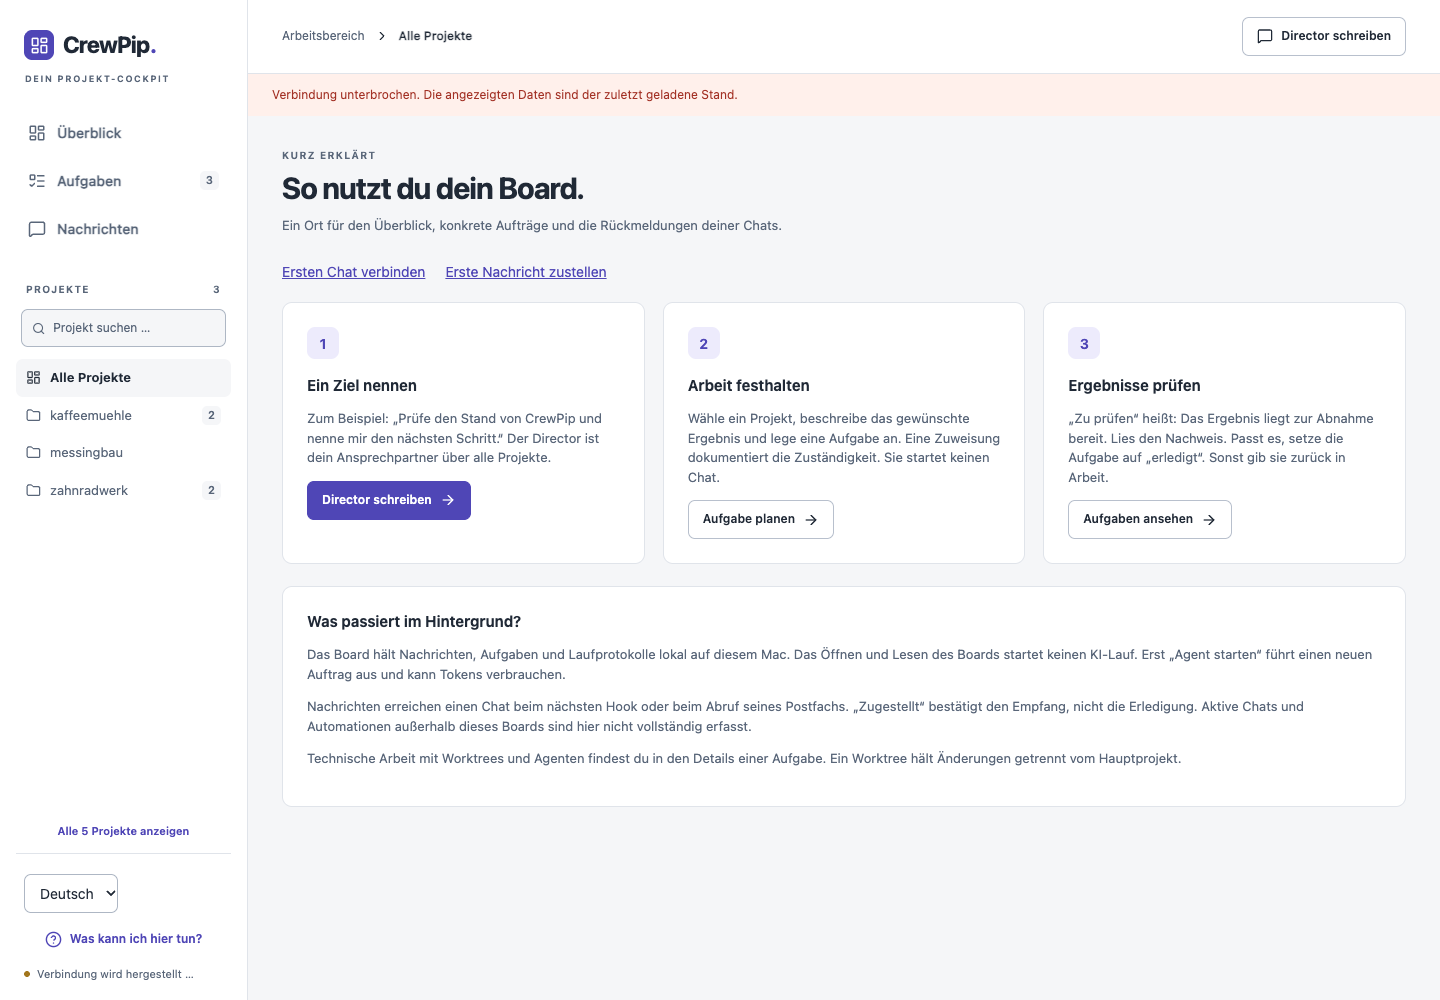 CrewPip.
DEIN PROJEKT-COCKPIT
Überblick
Aufgaben 3
Nachrichten
PROJEKTE 3
Projekt suchen ...
Alle Projekte
kaffeemuehle 2
messingbau
zahnradwerk 2
Alle 5 Projekte anzeigen
Deutsch
Was kann ich hier tun?
Verbindung wird hergestellt ...
Arbeitsbereich > Alle Projekte
Director schreiben
Verbindung unterbrochen. Die angezeigten Daten sind der zuletzt geladene Stand.
KURZ ERKLÄRT
So nutzt du dein Board.
Ein Ort für den Überblick, konkrete Aufträge und die Rückmeldungen deiner Chats.
Ersten Chat verbinden Erste Nachricht zustellen
1
Ein Ziel nennen
Zum Beispiel: „Prüfe den Stand von CrewPip und
nenne mir den nächsten Schritt.“ Der Director ist
dein Ansprechpartner über alle Projekte.
Director schreiben →
2
Arbeit festhalten
Wähle ein Projekt, beschreibe das gewünschte
Ergebnis und lege eine Aufgabe an. Eine Zuweisung
dokumentiert die Zuständigkeit. Sie startet keinen
Chat.
Aufgabe planen →
3
Ergebnisse prüfen
„Zu prüfen“ heißt: Das Ergebnis liegt zur Abnahme
bereit. Lies den Nachweis. Passt es, setze die
Aufgabe auf „erledigt“. Sonst gib sie zurück in
Arbeit.
Aufgaben ansehen →
Was passiert im Hintergrund?
Das Board hält Nachrichten, Aufgaben und Laufprotokolle lokal auf diesem Mac. Das Öffnen und Lesen des Boards startet keinen KI-Lauf. Erst „Agent starten“ führt einen neuen
Auftrag aus und kann Tokens verbrauchen.
Nachrichten erreichen einen Chat beim nächsten Hook oder beim Abruf seines Postfachs. „Zugestellt“ bestätigt den Empfang, nicht die Erledigung. Aktive Chats und
Automationen außerhalb dieses Boards sind hier nicht vollständig erfasst.
Technische Arbeit mit Worktrees und Agenten findest du in den Details einer Aufgabe. Ein Worktree hält Änderungen getrennt vom Hauptprojekt.